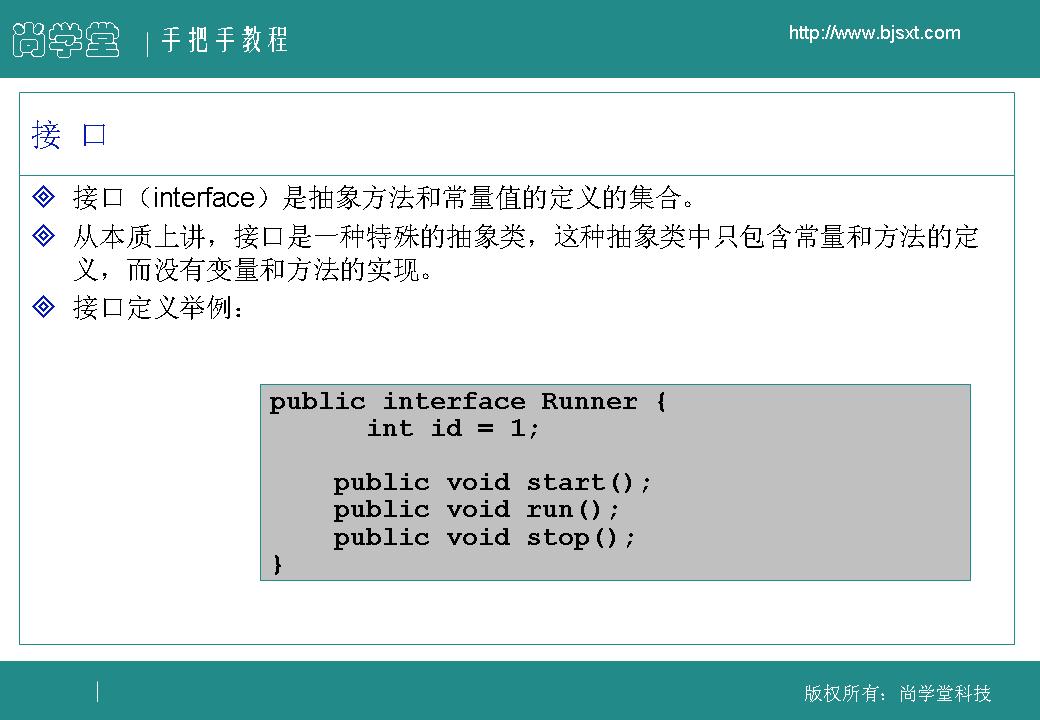 尚学堂 | 手把手教程
http://www.bjsxt.com
接 口
接口（interface）是抽象方法和常量值的定义的集合。
从本质上讲，接口是一种特殊的抽象类，这种抽象类中只包含常量和方法的定
义，而没有变量和方法的实现。
接口定义举例：
public interface Runner {
int id = 1;
public void start();
public void run();
public void stop();
}
版权所有：尚学堂科技